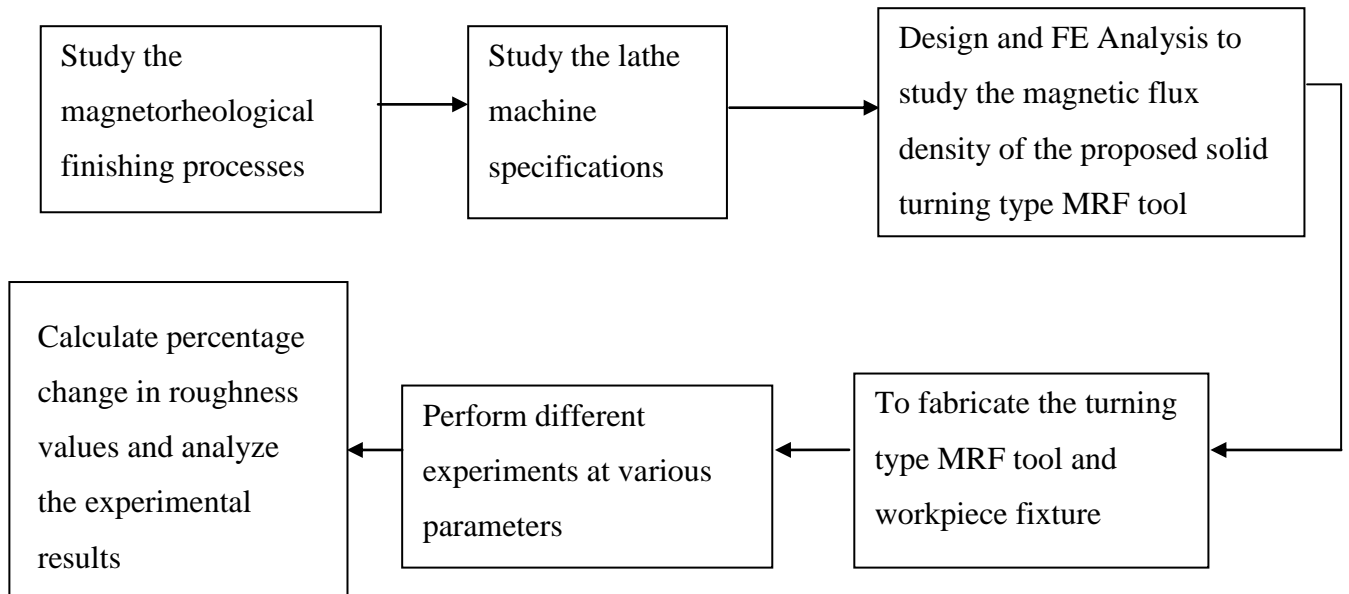 Study the
magnetorheological
finishing processes
Study the lathe
machine
specifications
Design and FE Analysis to
study the magnetic flux
density of the proposed solid
turning type MRF tool
To fabricate the turning
type MRF tool and
workpiece fixture
Perform different
experiments at various
parameters
Calculate percentage
change in roughness
values and analyze
the experimental
results